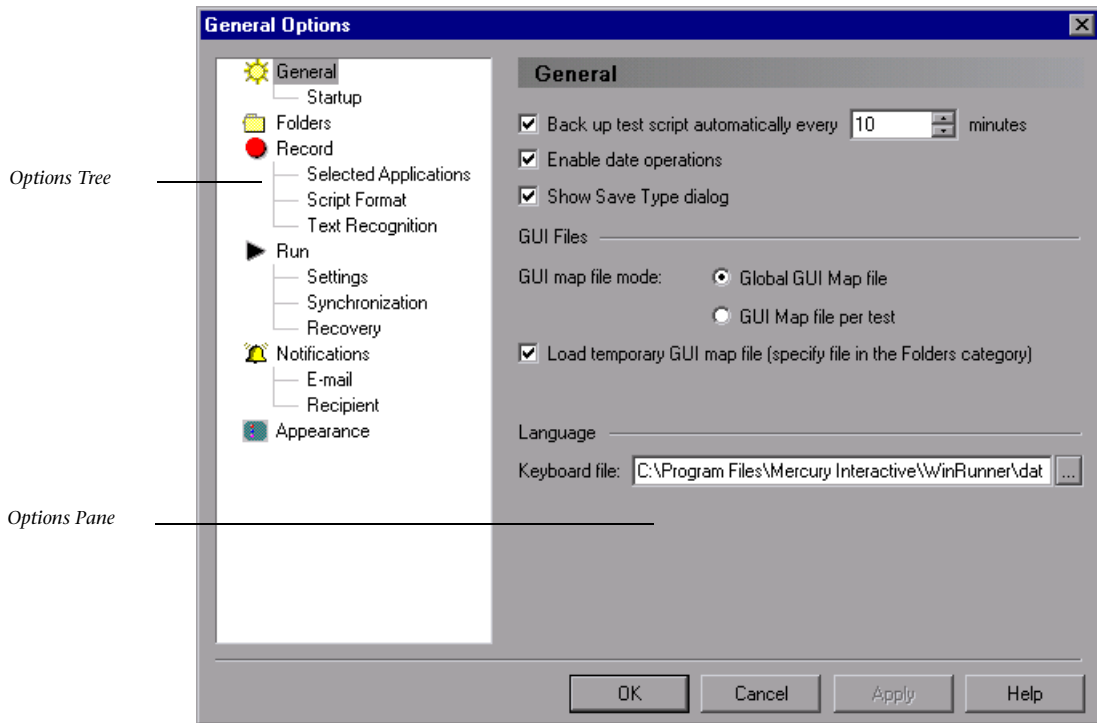 General Options
General
Startup
Folders
Record
Selected Applications
Script Format
Text Recognition
Run
Settings
Synchronization
Recovery
Notifications
E-mail
Recipient
Appearance
Options Tree
Options Pane
General
Back up test script automatically every 10 minutes
Enable date operations
Show Save Type dialog
GUI Files
GUI map file mode: Global GUI Map file
GUI Map file per test
Load temporary GUI map file (specify file in the Folders category)
Language
Keyboard file: C:\Program Files\Mercury Interactive\WinRunner\dat ...
OK Cancel Apply Help